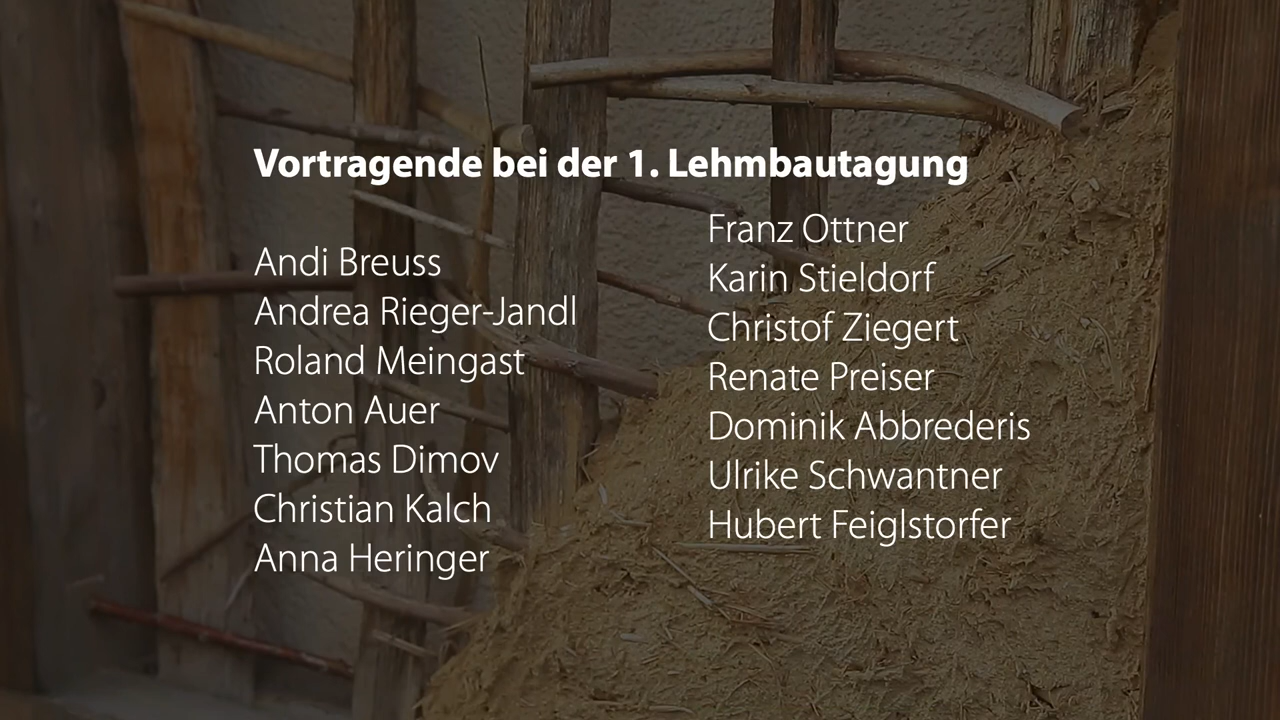 Vortragende bei der 1. Lehmbautagung
Andi Breuss
Andrea Rieger-Jandl
Roland Meingast
Anton Auer
Thomas Dimov
Christian Kalch
Anna Heringer
Franz Ottner
Karin Stieldorf
Christof Ziegert
Renate Preiser
Dominik Abbrederis
Ulrike Schwantner
Hubert Feiglstorfer